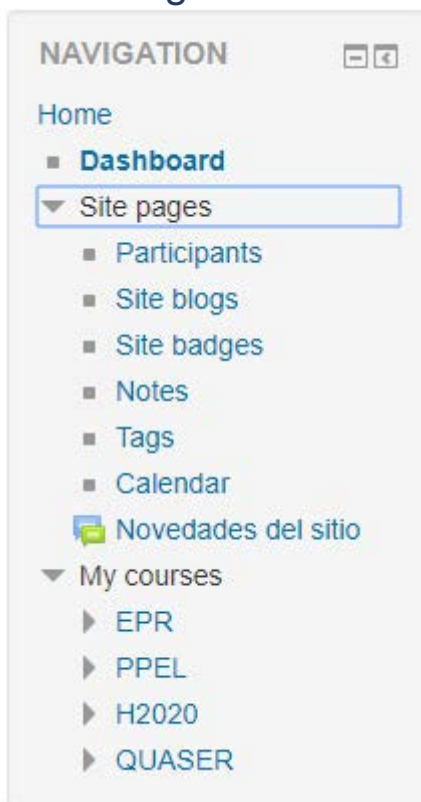 NAVIGATION
Home
Dashboard
Site pages
Participants
Site blogs
Site badges
Notes
Tags
Calendar
Novedades del sitio
My courses
EPR
PPEL
H2020
QUASER